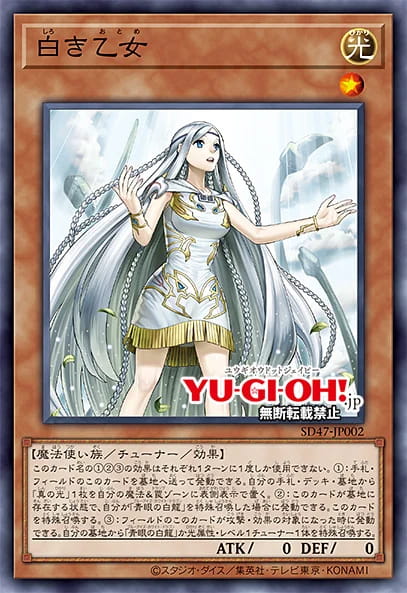 しろ おとめ
白き乙女
ひかり
光
ユウギオウドットジェイピー
YU-GI-OH!.jp
無断転載禁止
SD47-JP002
【魔法使い族／チューナー／効果】
このカード名の①②③の効果はそれぞれ1ターンに1度しか使用できない。①：手札・
フィールドのこのカードを墓地へ送って発動できる。自分の手札・デッキ・墓地から
「真の光」1枚を自分の魔法&罠ゾーンに表側表示で置く。②：このカードが墓地に
存在する状態で、自分が「青眼の白龍」を特殊召喚した場合に発動できる。このカード
を特殊召喚する。③：フィールドのこのカードが攻撃・効果の対象になった時に発動
できる。自分の墓地から「青眼の白龍」か光属性・レベル1チューナー1体を特殊召喚する。
ATK/ 0 DEF/ 0
©スタジオ・ダイス／集英社・テレビ東京・KONAMI